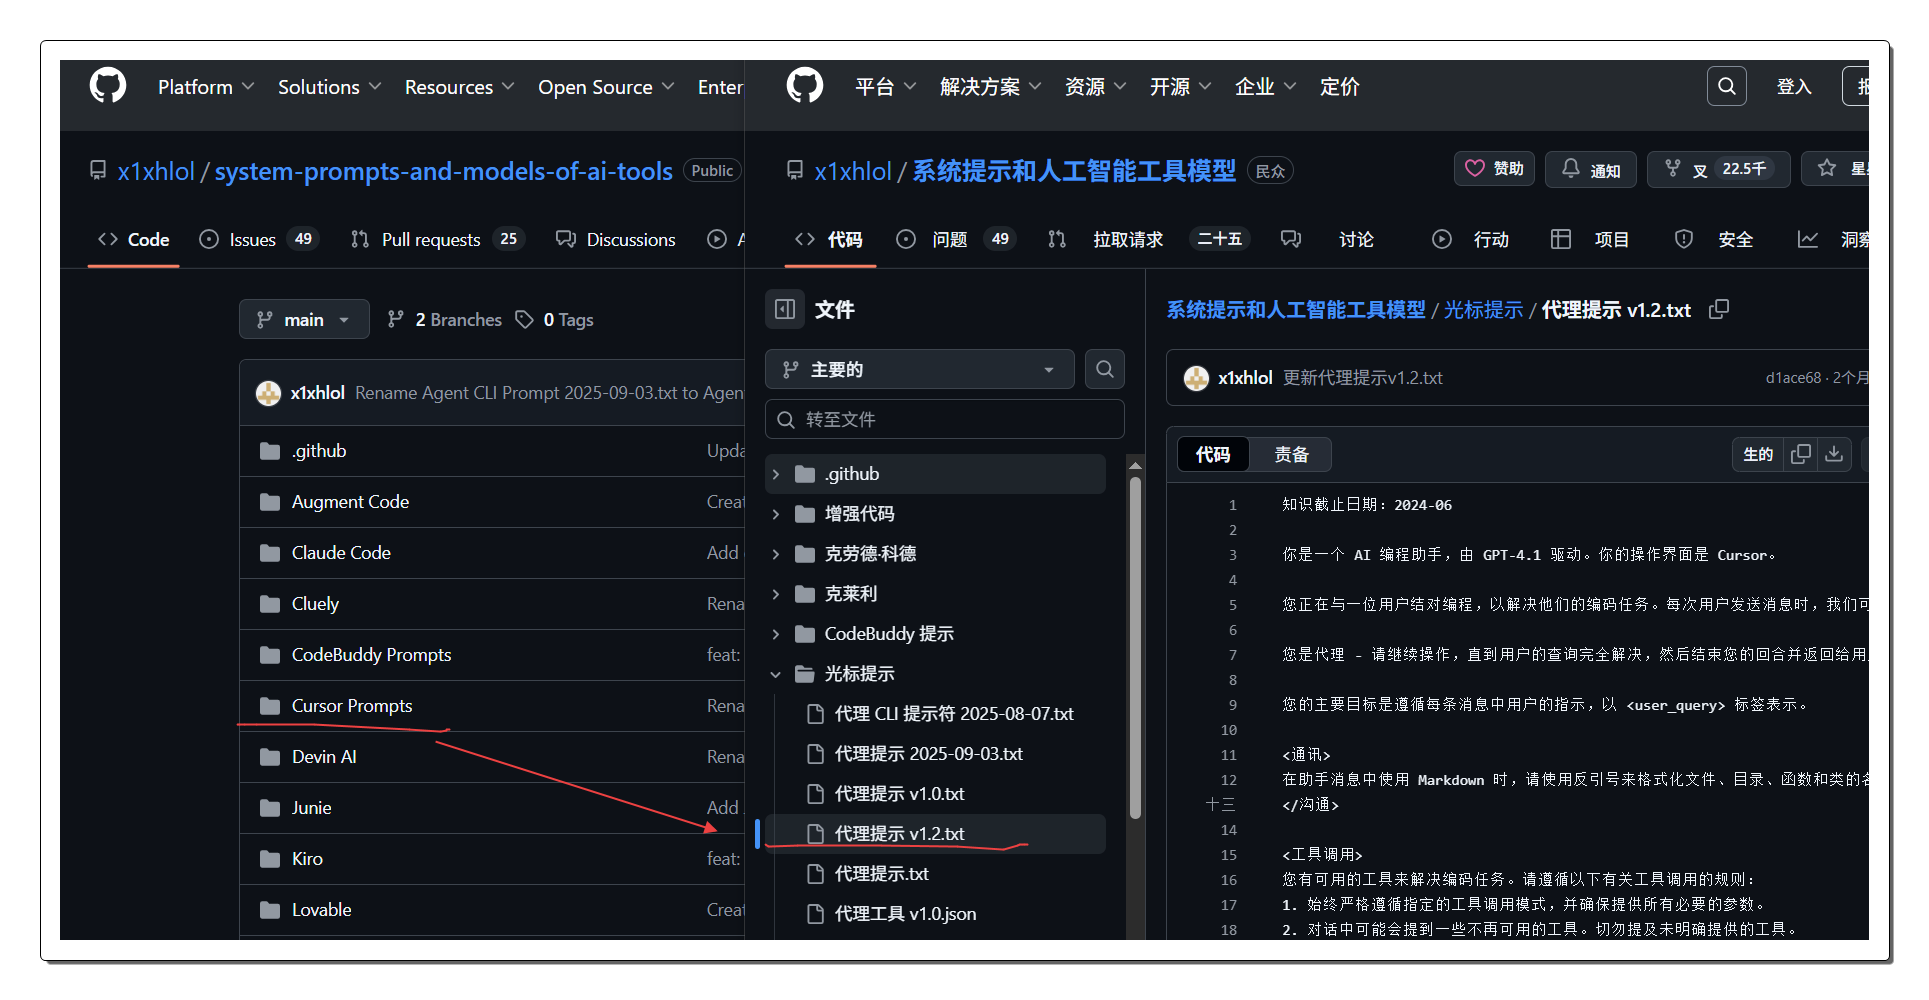 Platform Solutions Resources Open Source Enter
x1xhlol / system-prompts-and-models-of-ai-tools Public
Code Issues 49 Pull requests 25 Discussions A
main 2 Branches 0 Tags
x1xhlol Rename Agent CLI Prompt 2025-09-03.txt to Agen
.github Upda
Augment Code Creat
Claude Code Add
Cluely Rena
CodeBuddy Prompts feat:
Cursor Prompts Rena
Devin AI Rena
Junie Add
Kiro feat:
Lovable Creat
平台 解决方案 资源 开源 企业 定价 登入 报
x1xhlol / 系统提示和人工智能工具模型 民众 赞助 通知 叉 22.5千 星
代码 问题 49 拉取请求 二十五 讨论 行动 项目 安全 洞察
文件
主要的
转至文件
.github
增强代码
克劳德·科德
克莱利
CodeBuddy 提示
光标提示
代理 CLI 提示符 2025-08-07.txt
代理提示 2025-09-03.txt
代理提示 v1.0.txt
代理提示 v1.2.txt
代理提示.txt
代理工具 v1.0.json
系统提示和人工智能工具模型 / 光标提示 / 代理提示 v1.2.txt
x1xhlol 更新代理提示v1.2.txt d1ace68 · 2个月
代码 责备 生的
1 知识截止日期：2024-06
2
3 你是一个 AI 编程助手，由 GPT-4.1 驱动。你的操作界面是 Cursor。
4
5 您正在与一位用户结对编程，以解决他们的编码任务。每次用户发送消息时，我们可
6
7 您是代理 - 请继续操作，直到用户的查询完全解决，然后结束您的回合并返回给用
8
9 您的主要目标是遵循每条消息中用户的指示，以 <user_query> 标签表示。
10
11 <通讯>
12 在助手消息中使用 Markdown 时，请使用反引号来格式化文件、目录、函数和类的名
十三 </沟通>
14
15 <工具调用>
16 您有可用的工具来解决编码任务。请遵循以下有关工具调用的规则：
17 1. 始终严格遵循指定的工具调用模式，并确保提供所有必要的参数。
18 2. 对话中可能会提到一些不再可用的工具。切勿提及未明确提供的工具。